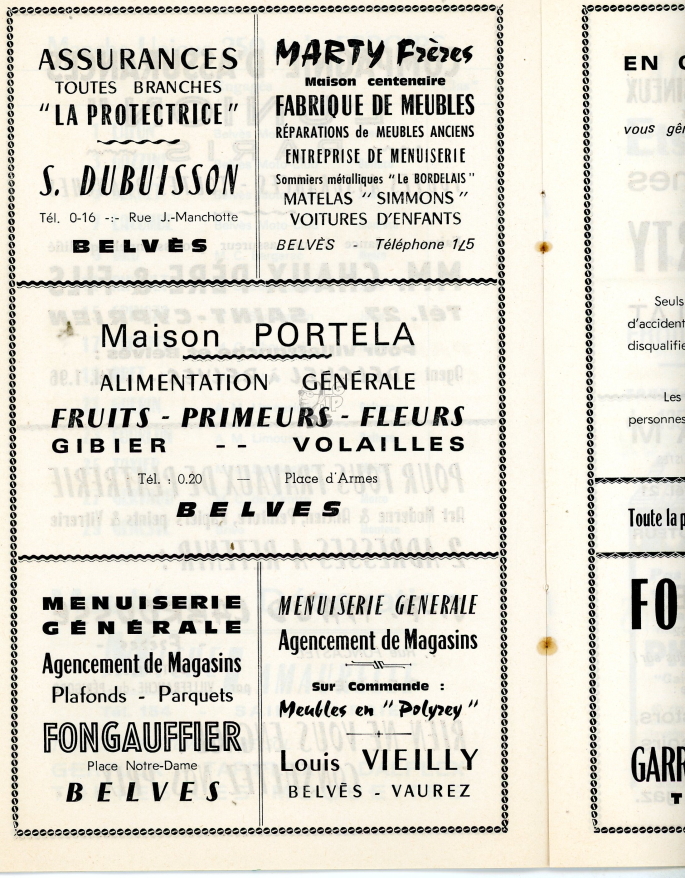 ASSURANCES
TOUTES BRANCHES
"LA PROTECTRICE"
S. DUBUISSON
Tél. 0-16 -:- Rue J.-Manchotte
BELVÈS
MARTY Frères
Maison centenaire
FABRIQUE DE MEUBLES
RÉPARATIONS de MEUBLES ANCIENS
ENTREPRISE DE MENUISERIE
Sommiers métalliques "Le BORDELAIS"
MATELAS "SIMMONS"
VOITURES D'ENFANTS
BELVÈS - Téléphone 1.45
Maison PORTELA
ALIMENTATION GÉNÉRALE
FRUITS - PRIMEURS - FLEURS
GIBIER -- VOLAILLES
Tél. : 0.20 — Place d'Armes
BELVES
MENUISERIE
GÉNÉRALE
Agencement de Magasins
Plafonds - Parquets
FONGAUFFIER
Place Notre-Dame
BELVES
MENUISERIE GENERALE
Agencement de Magasins
Sur Commande :
Meubles en "Polyrey"
Louis VIEILLY
BELVÈS - VAUREZ
EN
vous
Seuls
d'accident
disqualifie
Les
personnes
Toute la p
FO
GARR
T